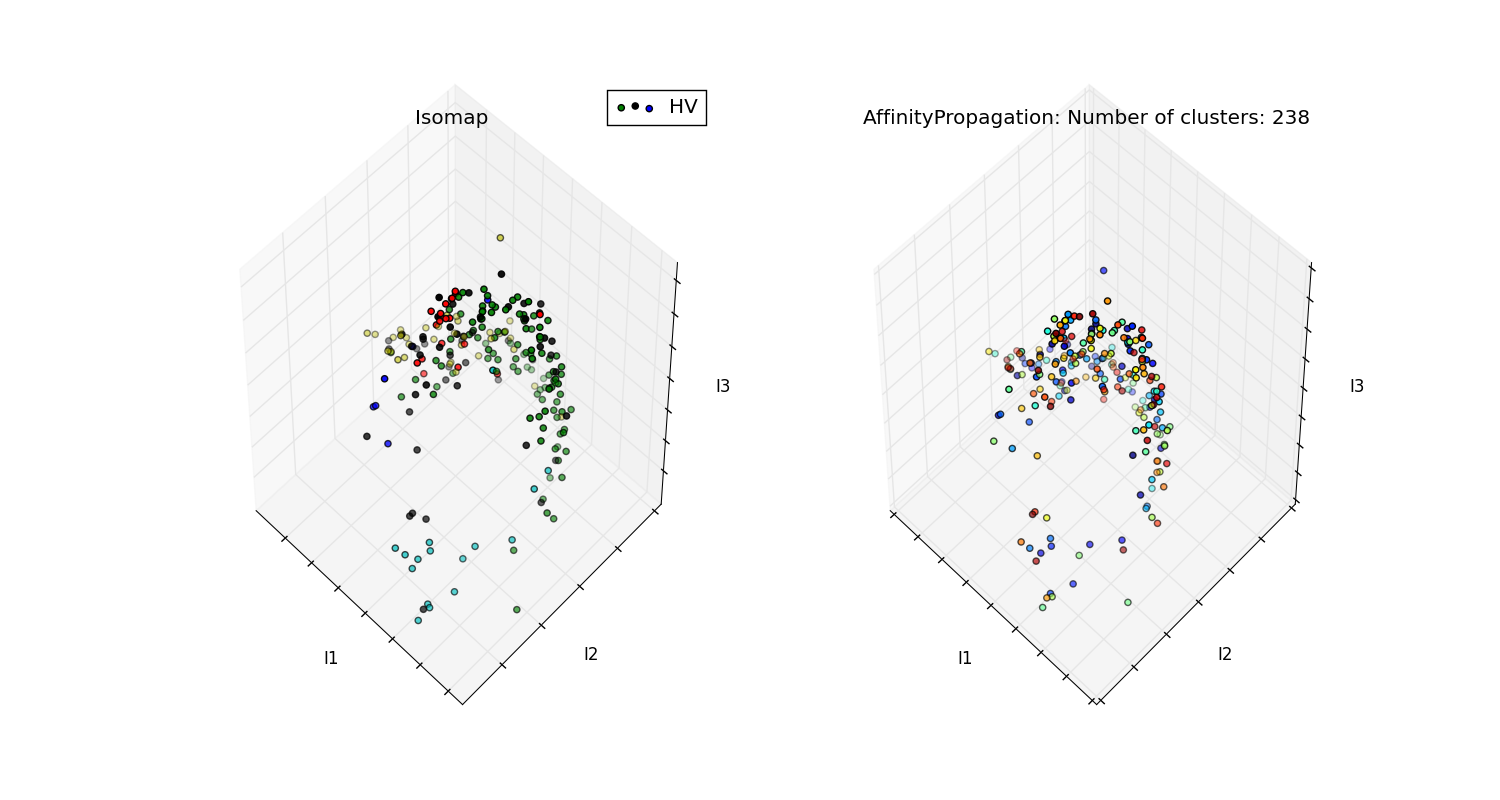 Isomap
HV
I3
I1
I2
AffinityPropagation: Number of clusters: 238
I3
I1
I2